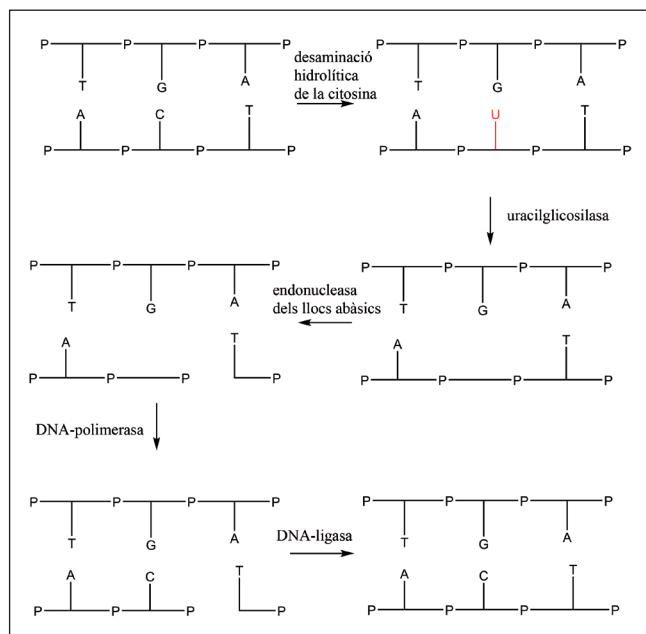 P P P P
T G A
A C T
P P P P
desaminació
hidrolítica
de la citosina
P P P P
T G A
A U T
P P P P
uracilglicosilasa
P P P P
T G A
A T
P P P P
endonucleasa
dels llocs abàsics
P P P P
T G A
A T
P P P P
DNA-polimerasa
P P P P
T G A
A C T
P P P P
DNA-ligasa
P P P P
T G A
A C T
P P P P